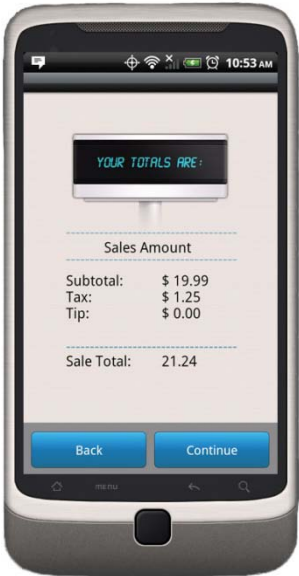 10:53 AM
YOUR TOTALS ARE:
Sales Amount
Subtotal: $ 19.99
Tax: $ 1.25
Tip: $ 0.00
Sale Total: 21.24
Back Continue
menu